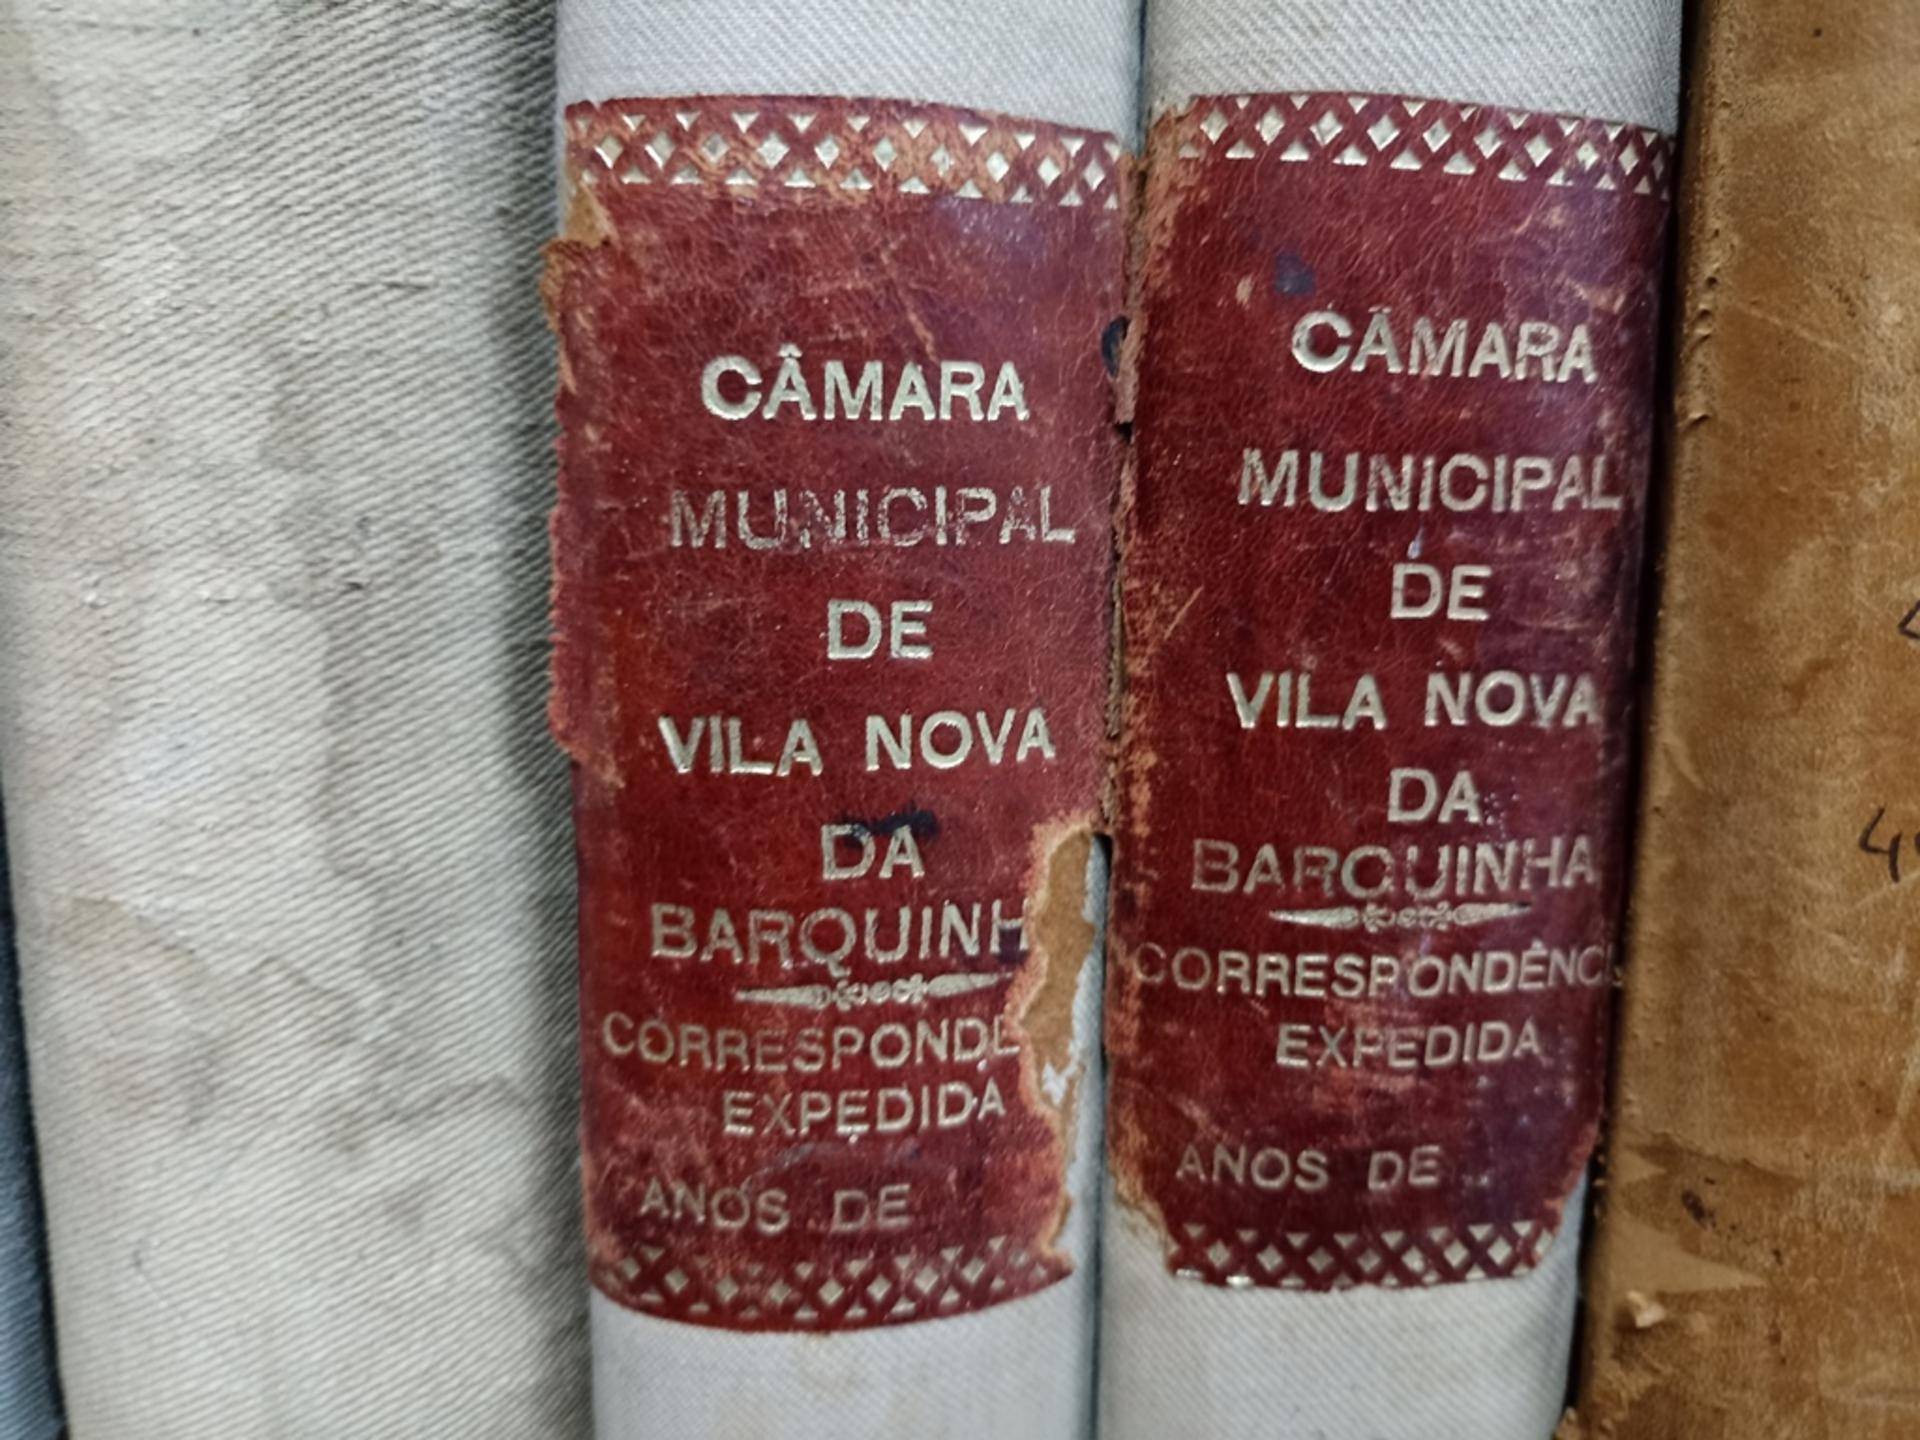 CÂMARA
MUNICIPAL
DE
VILA NOVA
DA
BARQUINH
CORRESPONDE
EXPEDIDA
ANOS DE
CÂMARA
MUNICIPAL
DE
VILA NOVA
DA
BARQUINHA
CORRESPONDÊNCI
EXPEDIDA
ANOS DE